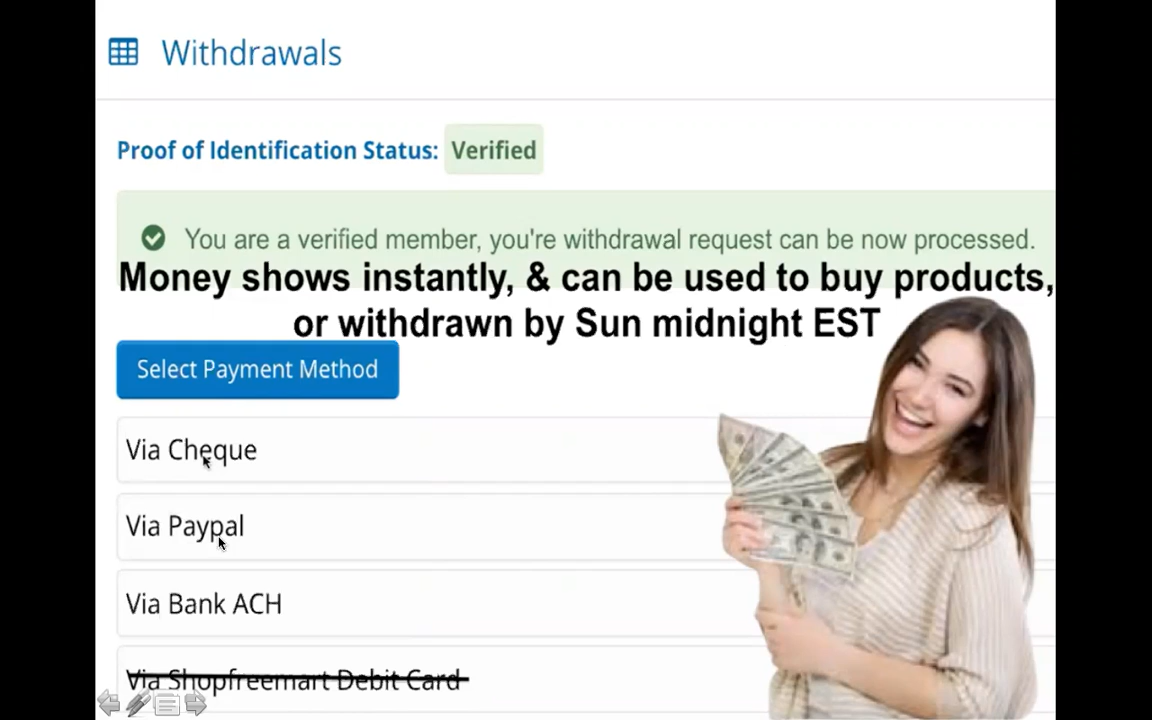 Withdrawals
Proof of Identification Status: Verified
You are a verified member, you're withdrawal request can be now processed.
Money shows instantly, & can be used to buy products,
or withdrawn by Sun midnight EST
Select Payment Method
Via Cheque
Via Paypal
Via Bank ACH
Via Shopfreemart Debit Card